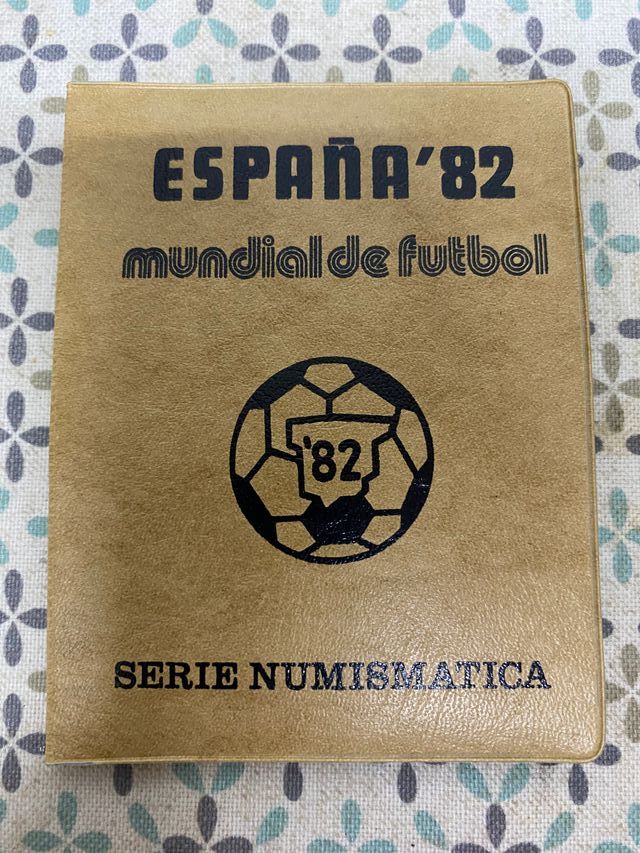 ESPAÑA'82
mundial de futbol
'82
SERIE NUMISMATICA